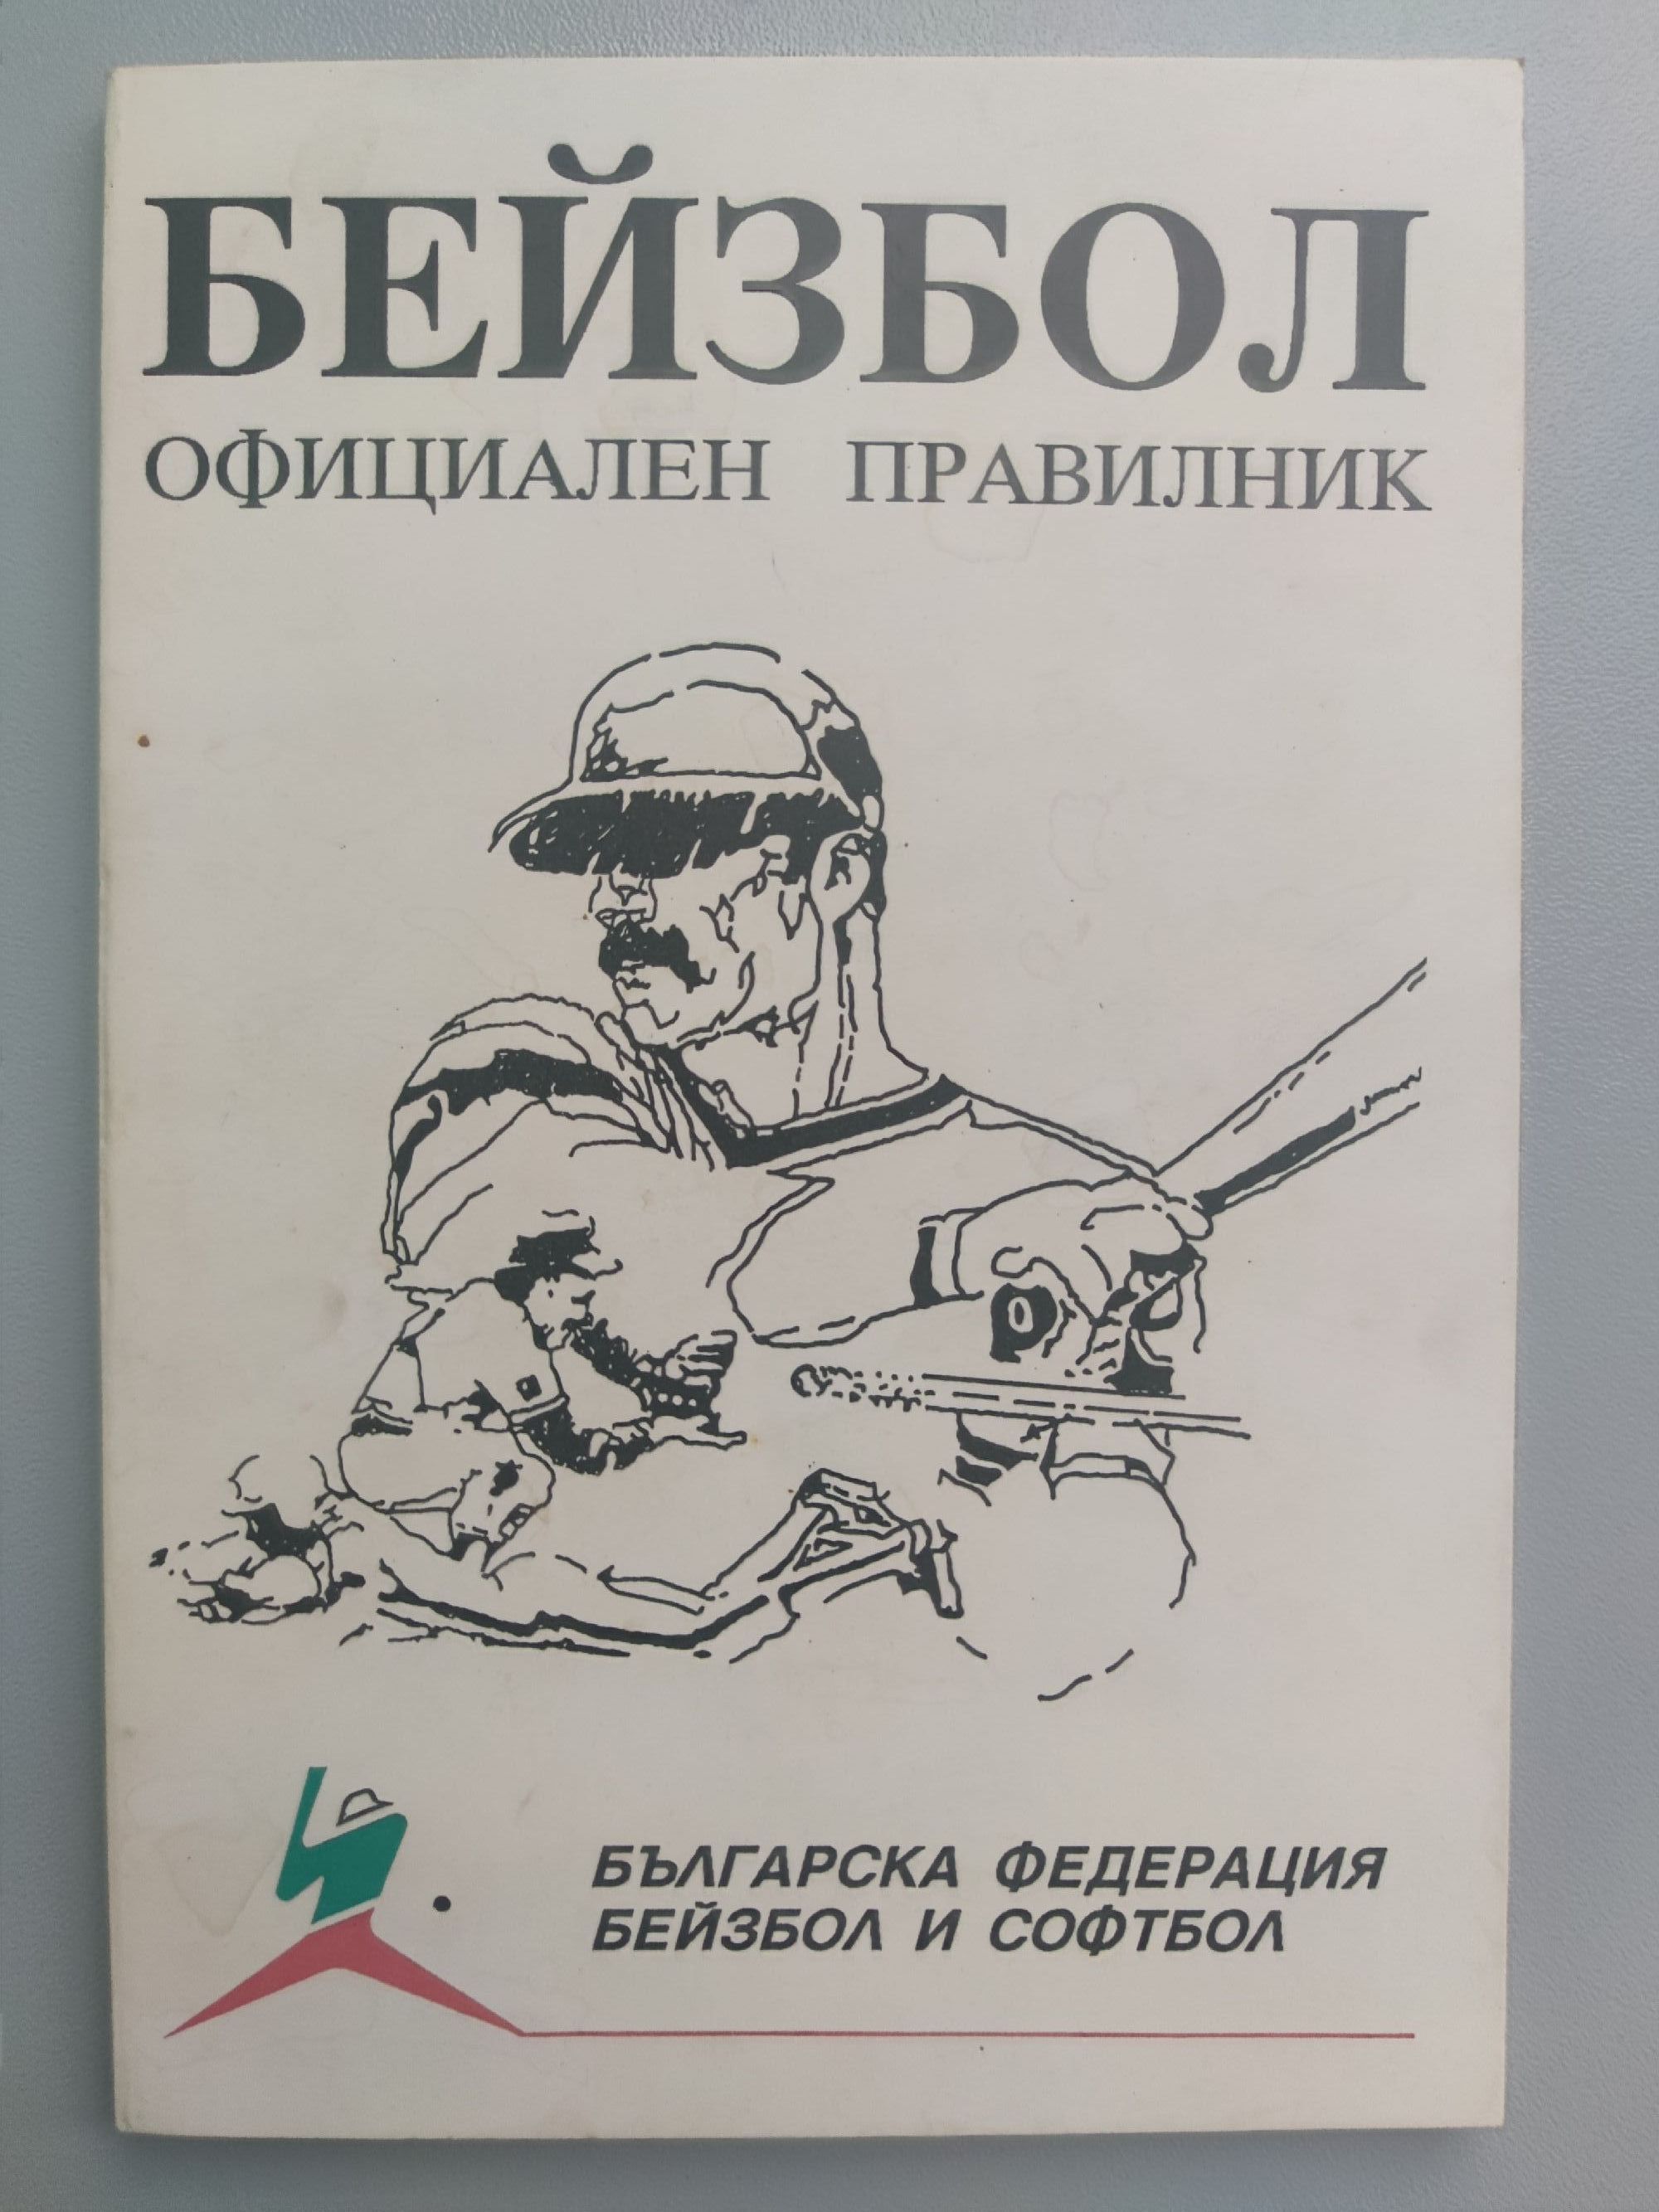 БЕЙЗБОЛ
ОФИЦИАЛЕН ПРАВИЛНИК
БЪЛГАРСКА ФЕДЕРАЦИЯ
БЕЙЗБОЛ И СОФТБОЛ